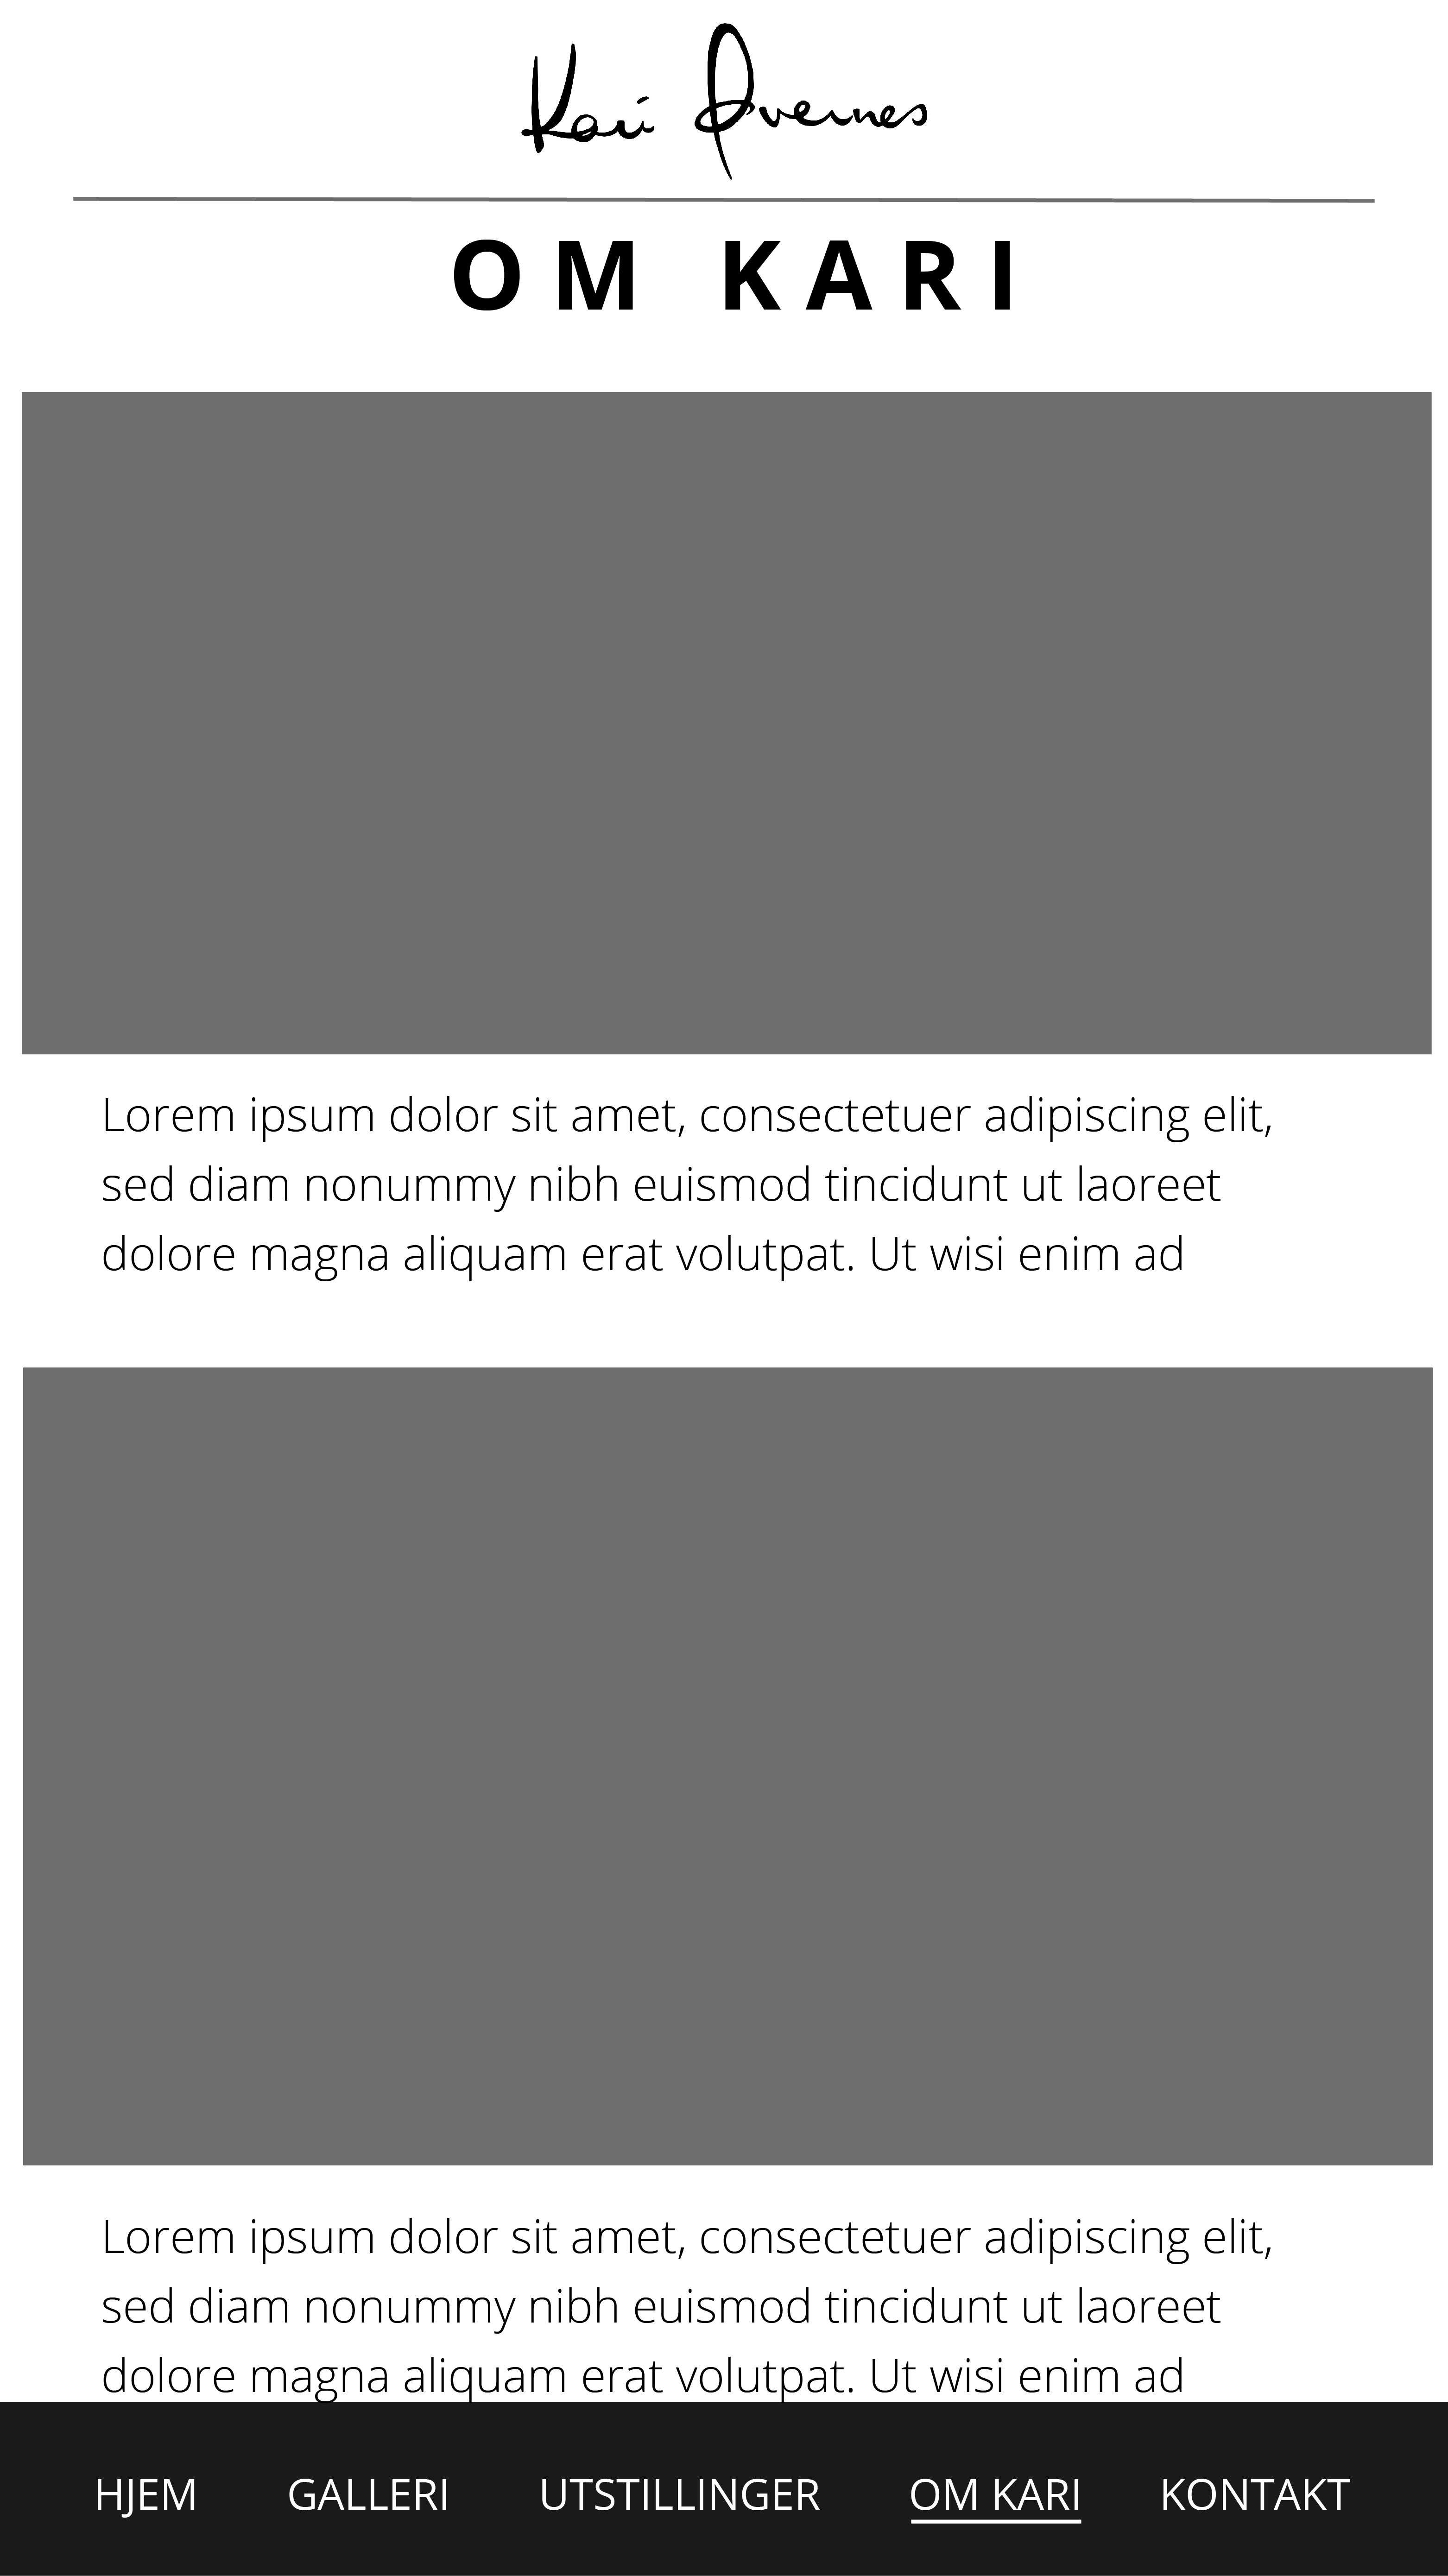 Kari
OM KARI
Lorem ipsum dolor sit amet, consectetuer adipiscing elit,
sed diam nonummy nibh euismod tincidunt ut laoreet
dolore magna aliquam erat volutpat. Ut wisi enim ad
Lorem ipsum dolor sit amet, consectetuer adipiscing elit,
sed diam nonummy nibh euismod tincidunt ut laoreet
dolore magna aliquam erat volutpat. Ut wisi enim ad
HJEM GALLERI UTSTILLINGER OM KARI KONTAKT